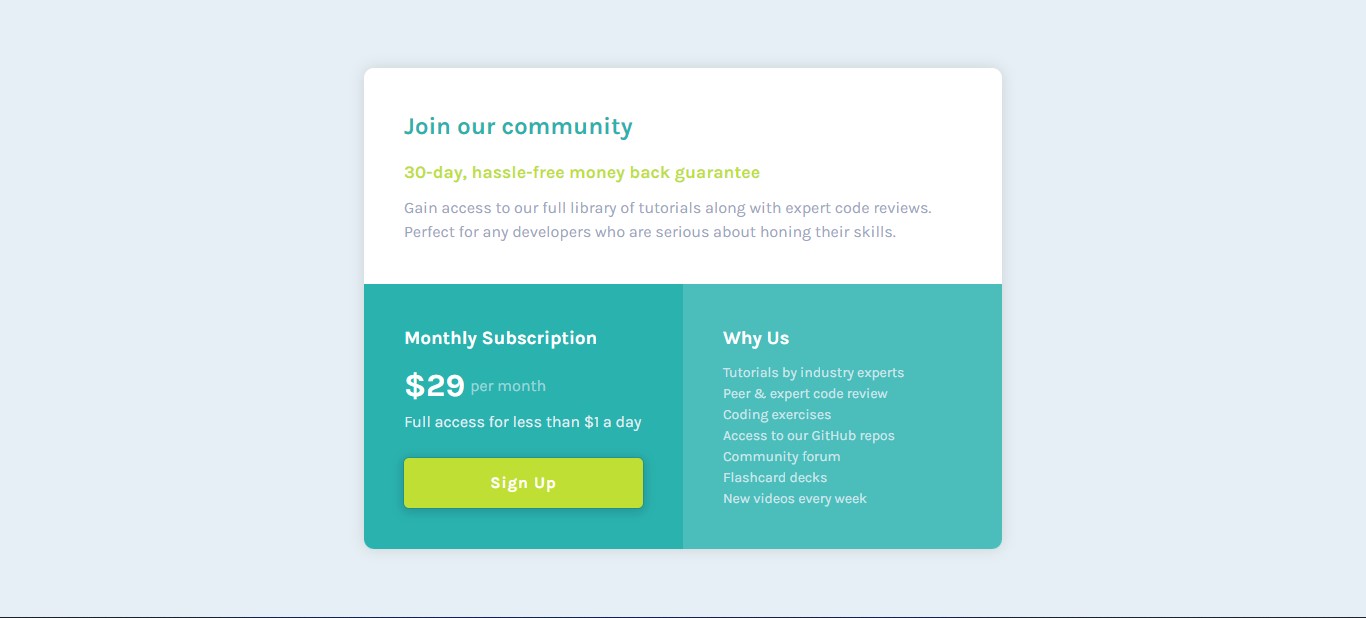 Join our community
30-day, hassle-free money back guarantee
Gain access to our full library of tutorials along with expert code reviews.
Perfect for any developers who are serious about honing their skills.
Monthly Subscription
$29 per month
Full access for less than $1 a day
Sign Up
Why Us
Tutorials by industry experts
Peer & expert code review
Coding exercises
Access to our GitHub repos
Community forum
Flashcard decks
New videos every week